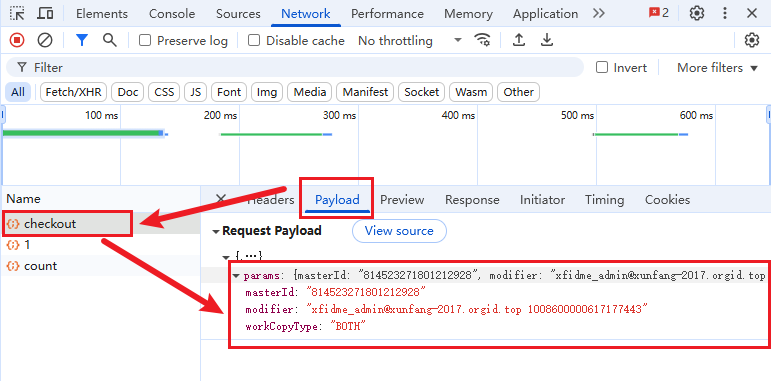 Elements Console Sources Network Performance Memory Application 2
Preserve log Disable cache No throttling
Filter Invert More filters
All Fetch/XHR Doc CSS JS Font Img Media Manifest Socket Wasm Other
100 ms 200 ms 300 ms 400 ms 500 ms 600 ms
Name Headers Payload Preview Response Initiator Timing Cookies
checkout
1
count
Request Payload View source
{,…}
params: {masterId: "814523271801212928", modifier: "xfidme_admin@xunfang-2017.orgid.top
masterId: "814523271801212928"
modifier: "xfidme_admin@xunfang-2017.orgid.top 1008600000617177443"
workCopyType: "BOTH"